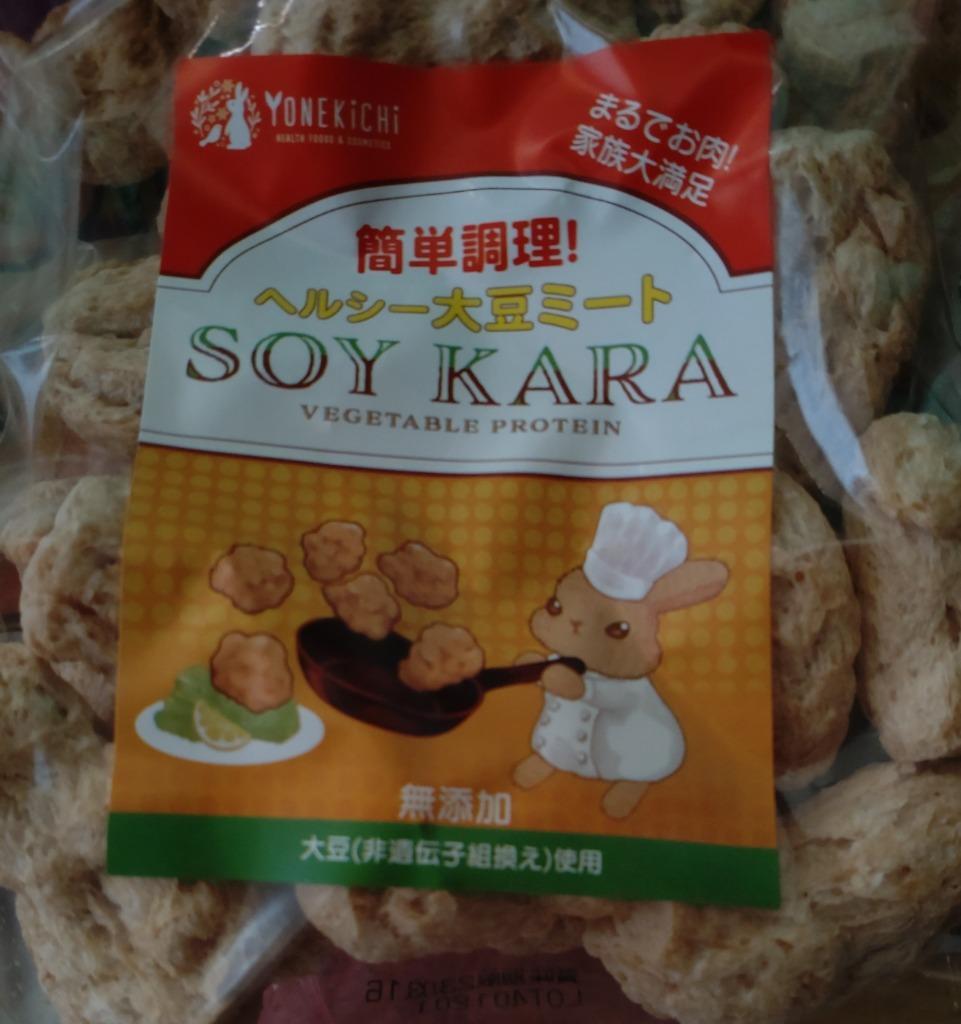 YONEKiCHi
HEALTH FOODS & COSMETICS
まるでお肉!
家族大満足
簡単調理!
ヘルシー大豆ミート
SOY KARA
VEGETABLE PROTEIN
無添加
大豆(非遺伝子組換え)使用